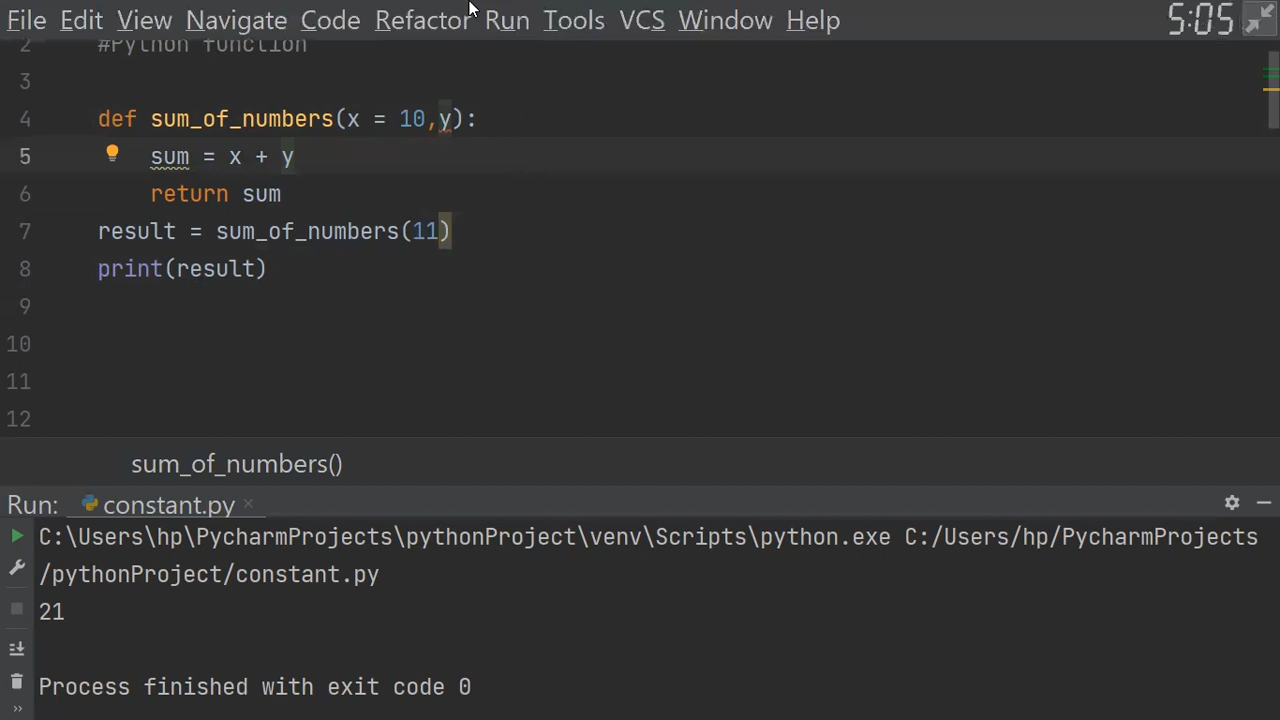 File Edit View Navigate Code Refactor Run Tools VCS Window Help 5:05
2 #Python function
3
4 def sum_of_numbers(x = 10,y):
5 sum = x + y
6 return sum
7 result = sum_of_numbers(11)
8 print(result)
9
10
11
12
sum_of_numbers()
Run: constant.py
C:\Users\hp\PycharmProjects\pythonProject\venv\Scripts\python.exe C:/Users/hp/PycharmProjects
/pythonProject/constant.py
21
Process finished with exit code 0